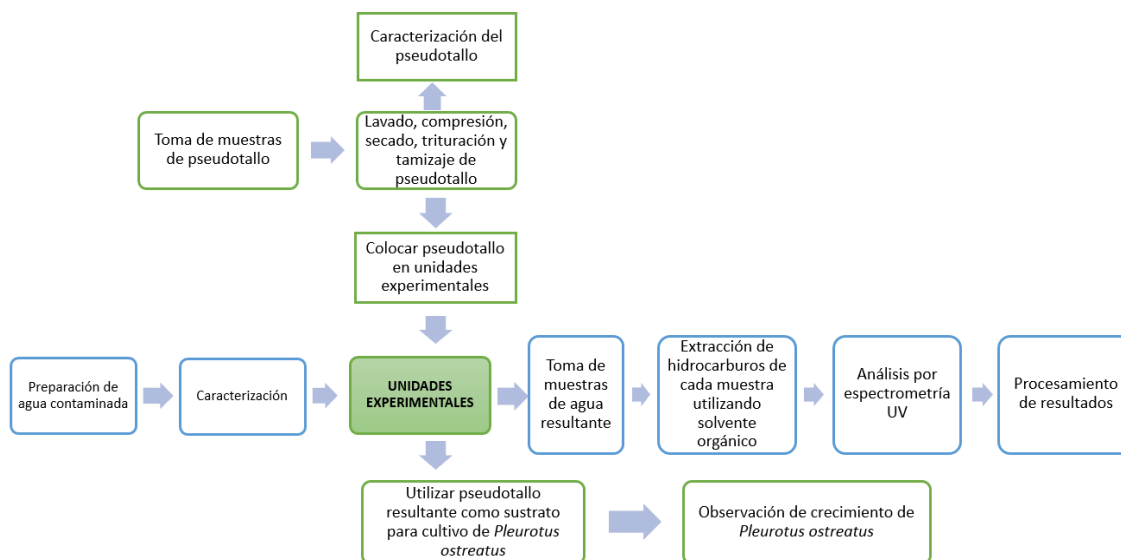 Caracterización del
pseudotallo
Toma de muestras
de pseudotallo
Lavado, compresión,
secado, trituración y
tamizaje de
pseudotallo
Colocar pseudotallo
en unidades
experimentales
Preparación de
agua contaminada
Caracterización
UNIDADES
EXPERIMENTALES
Toma de
muestras
de agua
resultante
Extracción de
hidrocarburos de
cada muestra
utilizando
solvente
orgánico
Análisis por
espectrometría
UV
Procesamiento
de resultados
Utilizar pseudotallo
resultante como sustrato
para cultivo de Pleurotus
ostreatus
Observación de crecimiento de
Pleurotus ostreatus